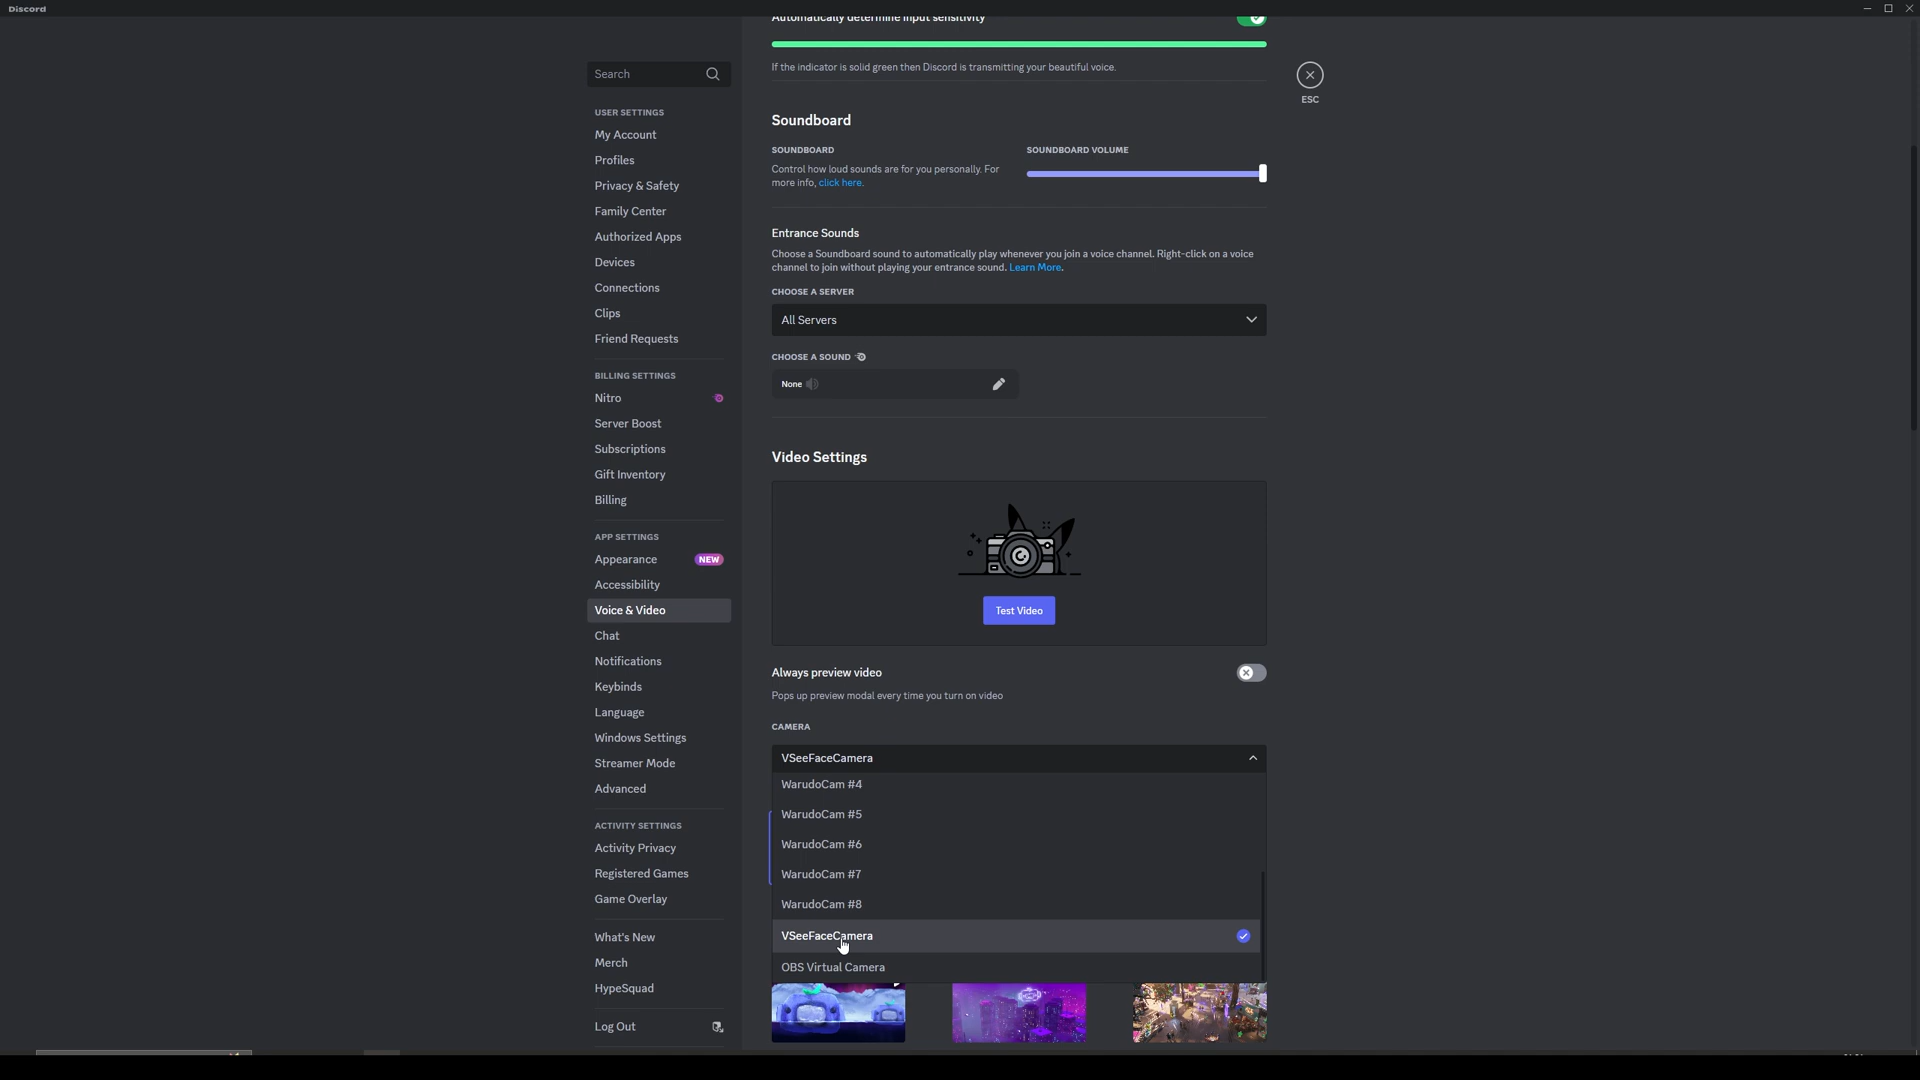 Discord
Search
USER SETTINGS
My Account
Profiles
Privacy & Safety
Family Center
Authorized Apps
Devices
Connections
Clips
Friend Requests
BILLING SETTINGS
Nitro
Server Boost
Subscriptions
Gift Inventory
Billing
APP SETTINGS
Appearance NEW
Accessibility
Voice & Video
Chat
Notifications
Keybinds
Language
Windows Settings
Streamer Mode
Advanced
ACTIVITY SETTINGS
Activity Privacy
Registered Games
Game Overlay
What's New
Merch
HypeSquad
Log Out
Automatically determine input sensitivity
If the indicator is solid green then Discord is transmitting your beautiful voice.
ESC
Soundboard
SOUNDBOARD
Control how loud sounds are for you personally. For
more info, click here.
SOUNDBOARD VOLUME
Entrance Sounds
Choose a Soundboard sound to automatically play whenever you join a voice channel. Right-click on a voice
channel to join without playing your entrance sound. Learn More.
CHOOSE A SERVER
All Servers
CHOOSE A SOUND
None
Video Settings
Test Video
Always preview video
Pops up preview modal every time you turn on video
CAMERA
VSeeFaceCamera
WarudoCam #4
WarudoCam #5
WarudoCam #6
WarudoCam #7
WarudoCam #8
VSeeFaceCamera
OBS Virtual Camera